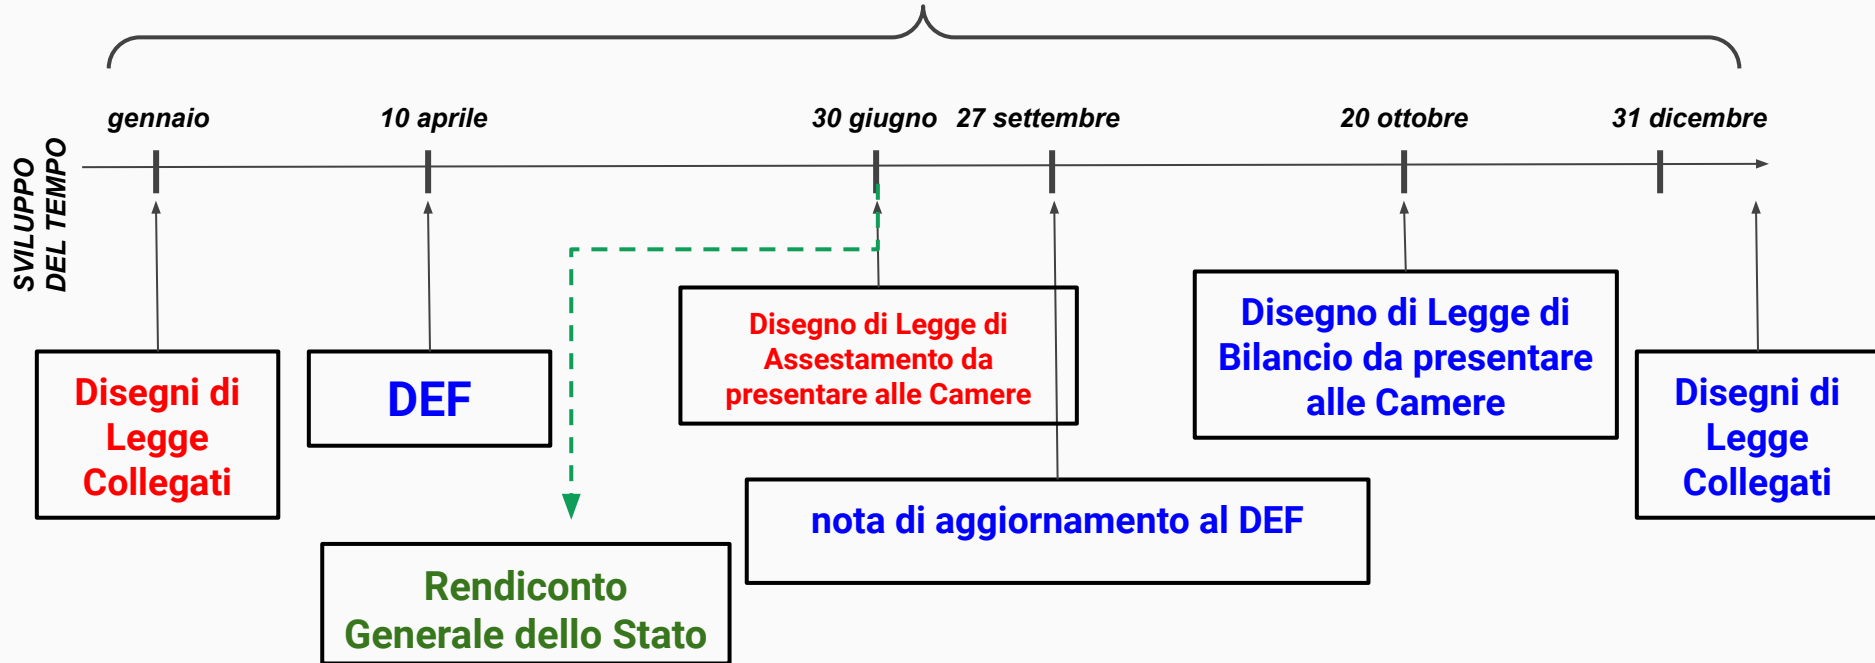 gennaio
10 aprile
30 giugno
27 settembre
20 ottobre
31 dicembre
SVILUPPO
DEL TEMPO
Disegni di
Legge
Collegati
DEF
Disegno di Legge di
Assestamento da
presentare alle Camere
Disegno di Legge di
Bilancio da presentare
alle Camere
Disegni di
Legge
Collegati
nota di aggiornamento al DEF
Rendiconto
Generale dello Stato